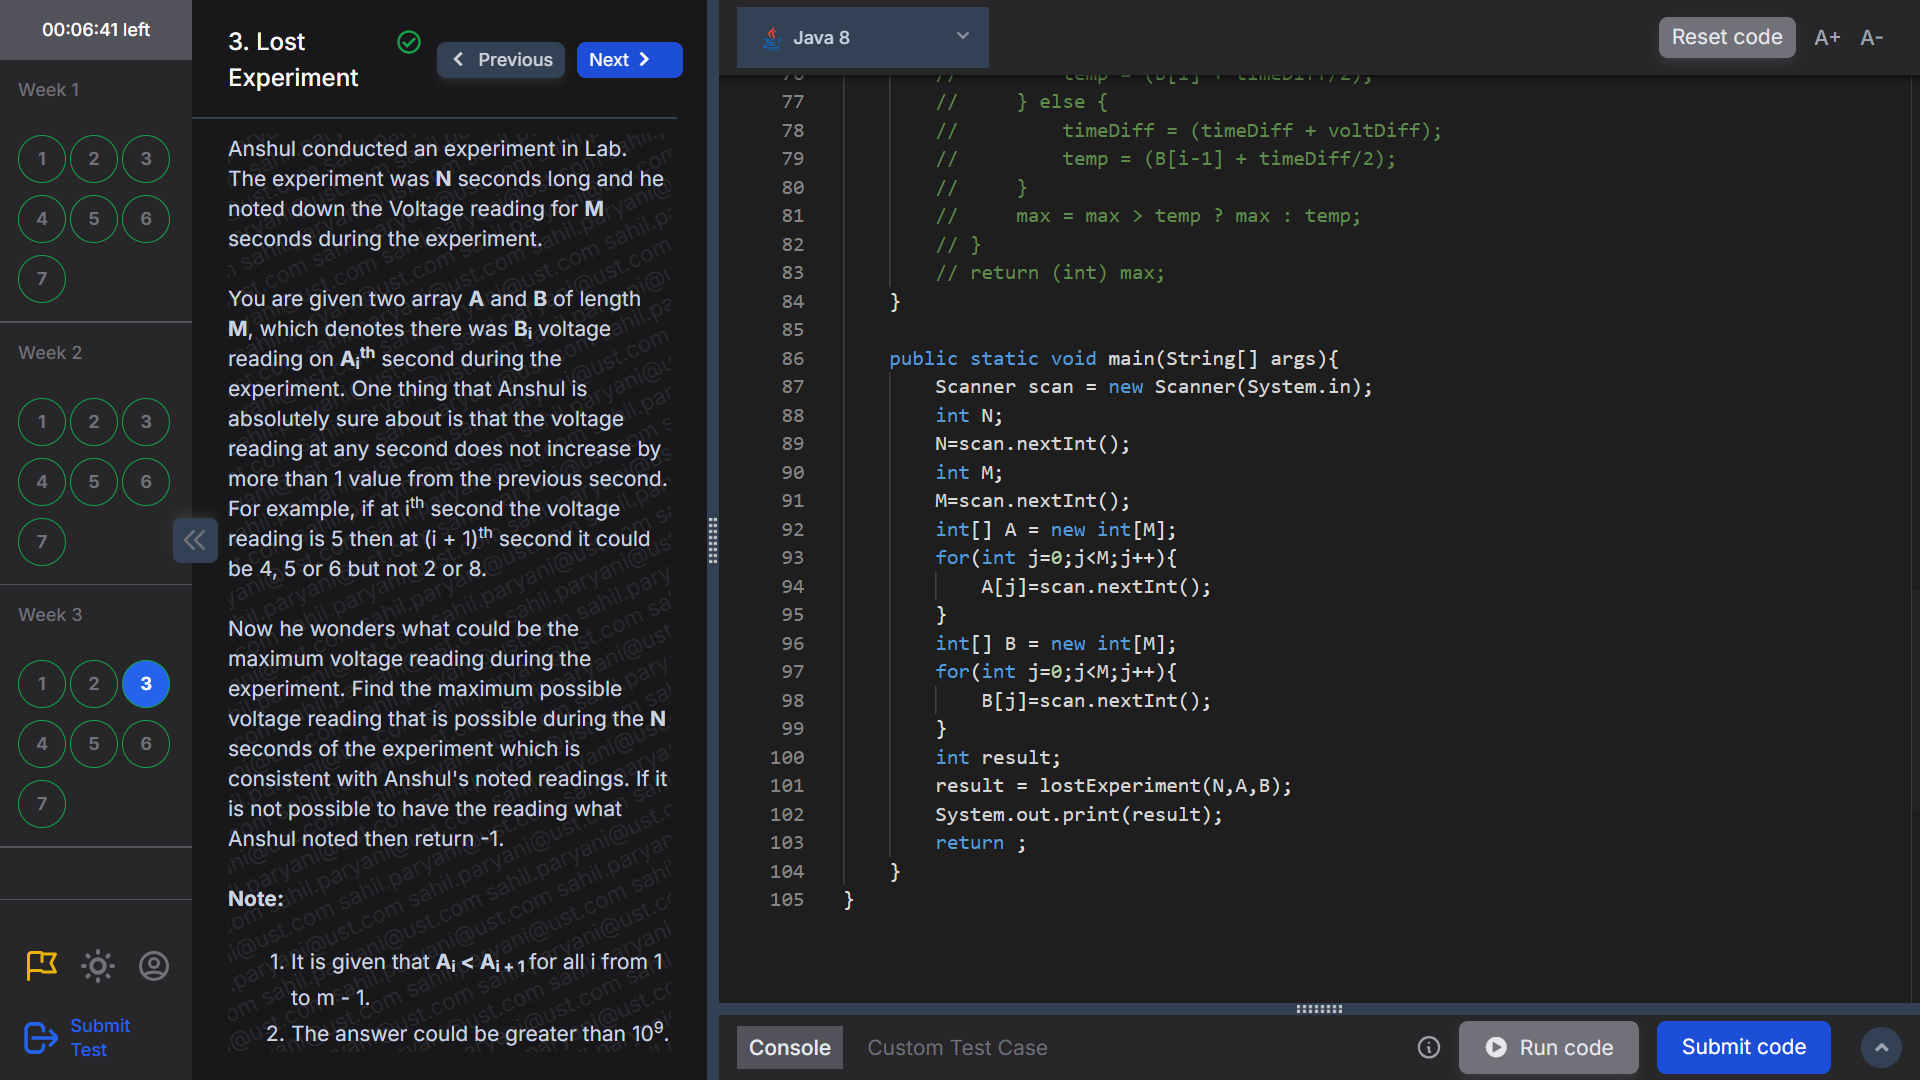 00:06:41 left
Week 1
1 2 3
4 5 6
7
Week 2
1 2 3
4 5 6
7
Week 3
1 2 3
4 5 6
7
Submit
Test
3. Lost
Experiment
Previous
Next
Anshul conducted an experiment in Lab.
The experiment was N seconds long and he
noted down the Voltage reading for M
seconds during the experiment.
You are given two array A and B of length
M, which denotes there was Bi voltage
reading on Ai th second during the
experiment. One thing that Anshul is
absolutely sure about is that the voltage
reading at any second does not increase by
more than 1 value from the previous second.
For example, if at ith second the voltage
reading is 5 then at (i + 1)th second it could
be 4, 5 or 6 but not 2 or 8.
Now he wonders what could be the
maximum voltage reading during the
experiment. Find the maximum possible
voltage reading that is possible during the N
seconds of the experiment which is
consistent with Anshul's noted readings. If it
is not possible to have the reading what
Anshul noted then return -1.
Note:
1. It is given that Ai < Ai + 1 for all i from 1
to m - 1.
2. The answer could be greater than 10⁹.
Java 8
Reset code
A+ A-
76 // temp = (B[i] + timeDiff/2);
77 // } else {
78 // timeDiff = (timeDiff + voltDiff);
79 // temp = (B[i-1] + timeDiff/2);
80 // }
81 // max = max > temp ? max : temp;
82 // }
83 // return (int) max;
84 }
85
86 public static void main(String[] args){
87 Scanner scan = new Scanner(System.in);
88 int N;
89 N=scan.nextInt();
90 int M;
91 M=scan.nextInt();
92 int[] A = new int[M];
93 for(int j=0;j<M;j++){
94 A[j]=scan.nextInt();
95 }
96 int[] B = new int[M];
97 for(int j=0;j<M;j++){
98 B[j]=scan.nextInt();
99 }
100 int result;
101 result = lostExperiment(N,A,B);
102 System.out.print(result);
103 return ;
104 }
105 }
Console
Custom Test Case
Run code
Submit code